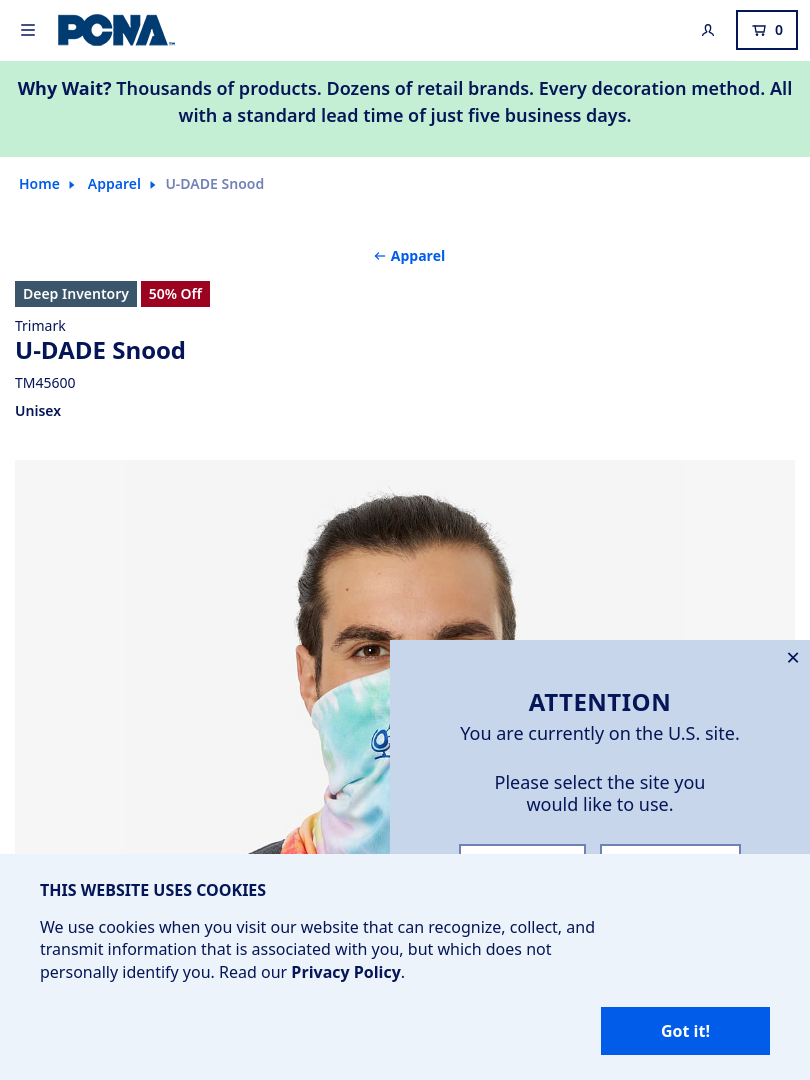 PCNA
0
Why Wait? Thousands of products. Dozens of retail brands. Every decoration method. All
with a standard lead time of just five business days.
Home
Apparel
U-DADE Snood
← Apparel
Deep Inventory
50% Off
Trimark
U-DADE Snood
TM45600
Unisex
ATTENTION
You are currently on the U.S. site.
Please select the site you
would like to use.
THIS WEBSITE USES COOKIES
We use cookies when you visit our website that can recognize, collect, and
transmit information that is associated with you, but which does not
personally identify you. Read our Privacy Policy.
Got it!